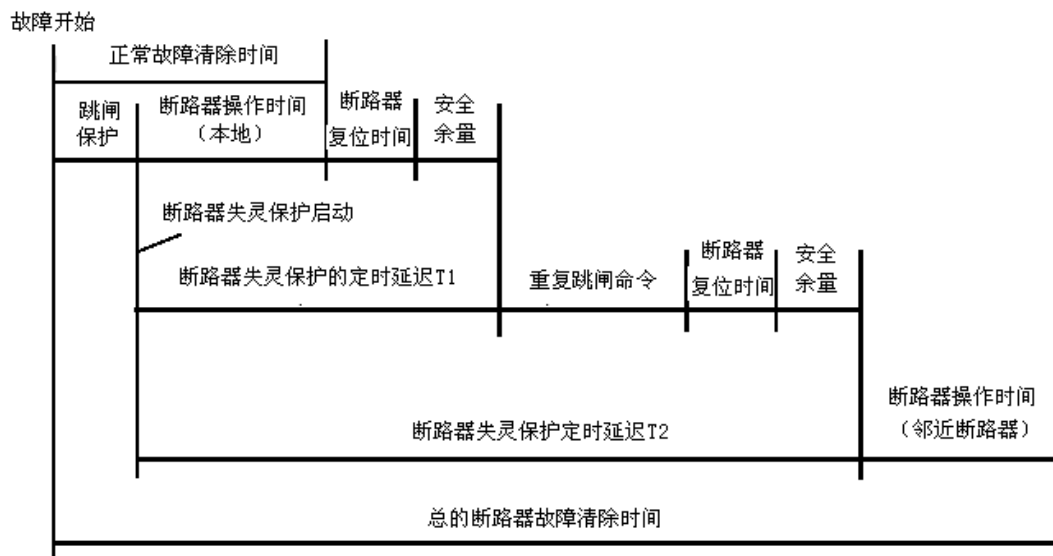 故障开始
正常故障清除时间
跳闸
保护
断路器操作时间
（本地）
断路器
复位时间
安全
余量
断路器失灵保护启动
断路器失灵保护的定时延迟T1
重复跳闸命令
断路器
复位时间
安全
余量
断路器失灵保护定时延迟T2
断路器操作时间
（邻近断路器）
总的断路器故障清除时间